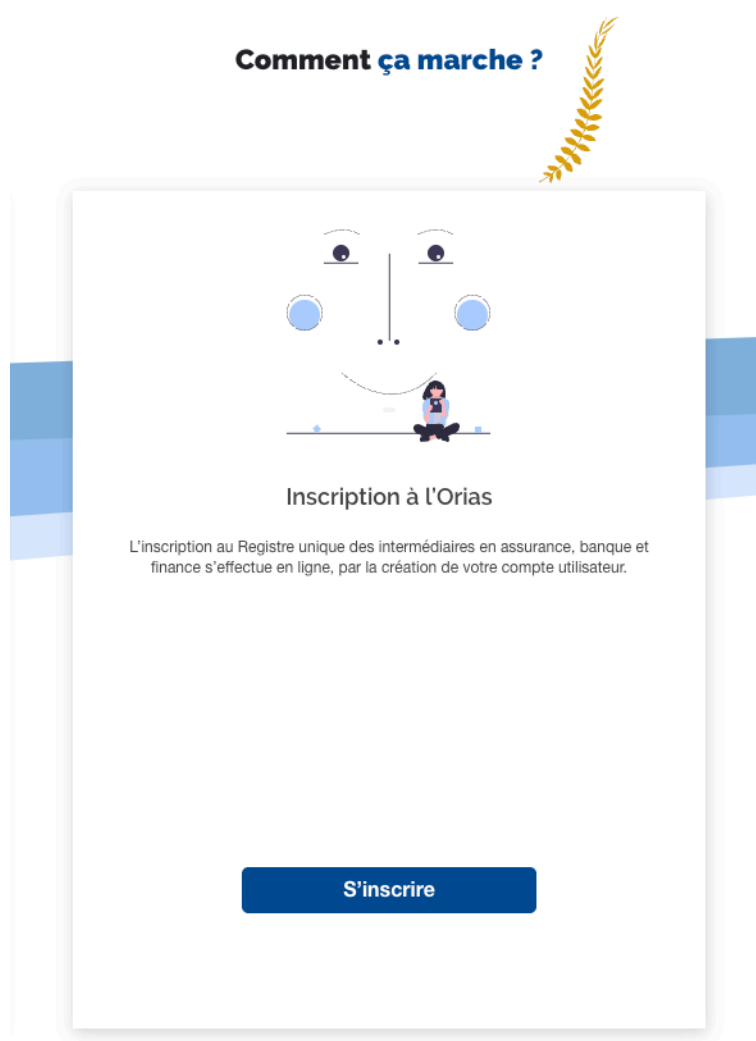 Comment ça marche ?
Inscription à l'Orias
L'inscription au Registre unique des intermédiaires en assurance, banque et
finance s'effectue en ligne, par la création de votre compte utilisateur.
S'inscrire